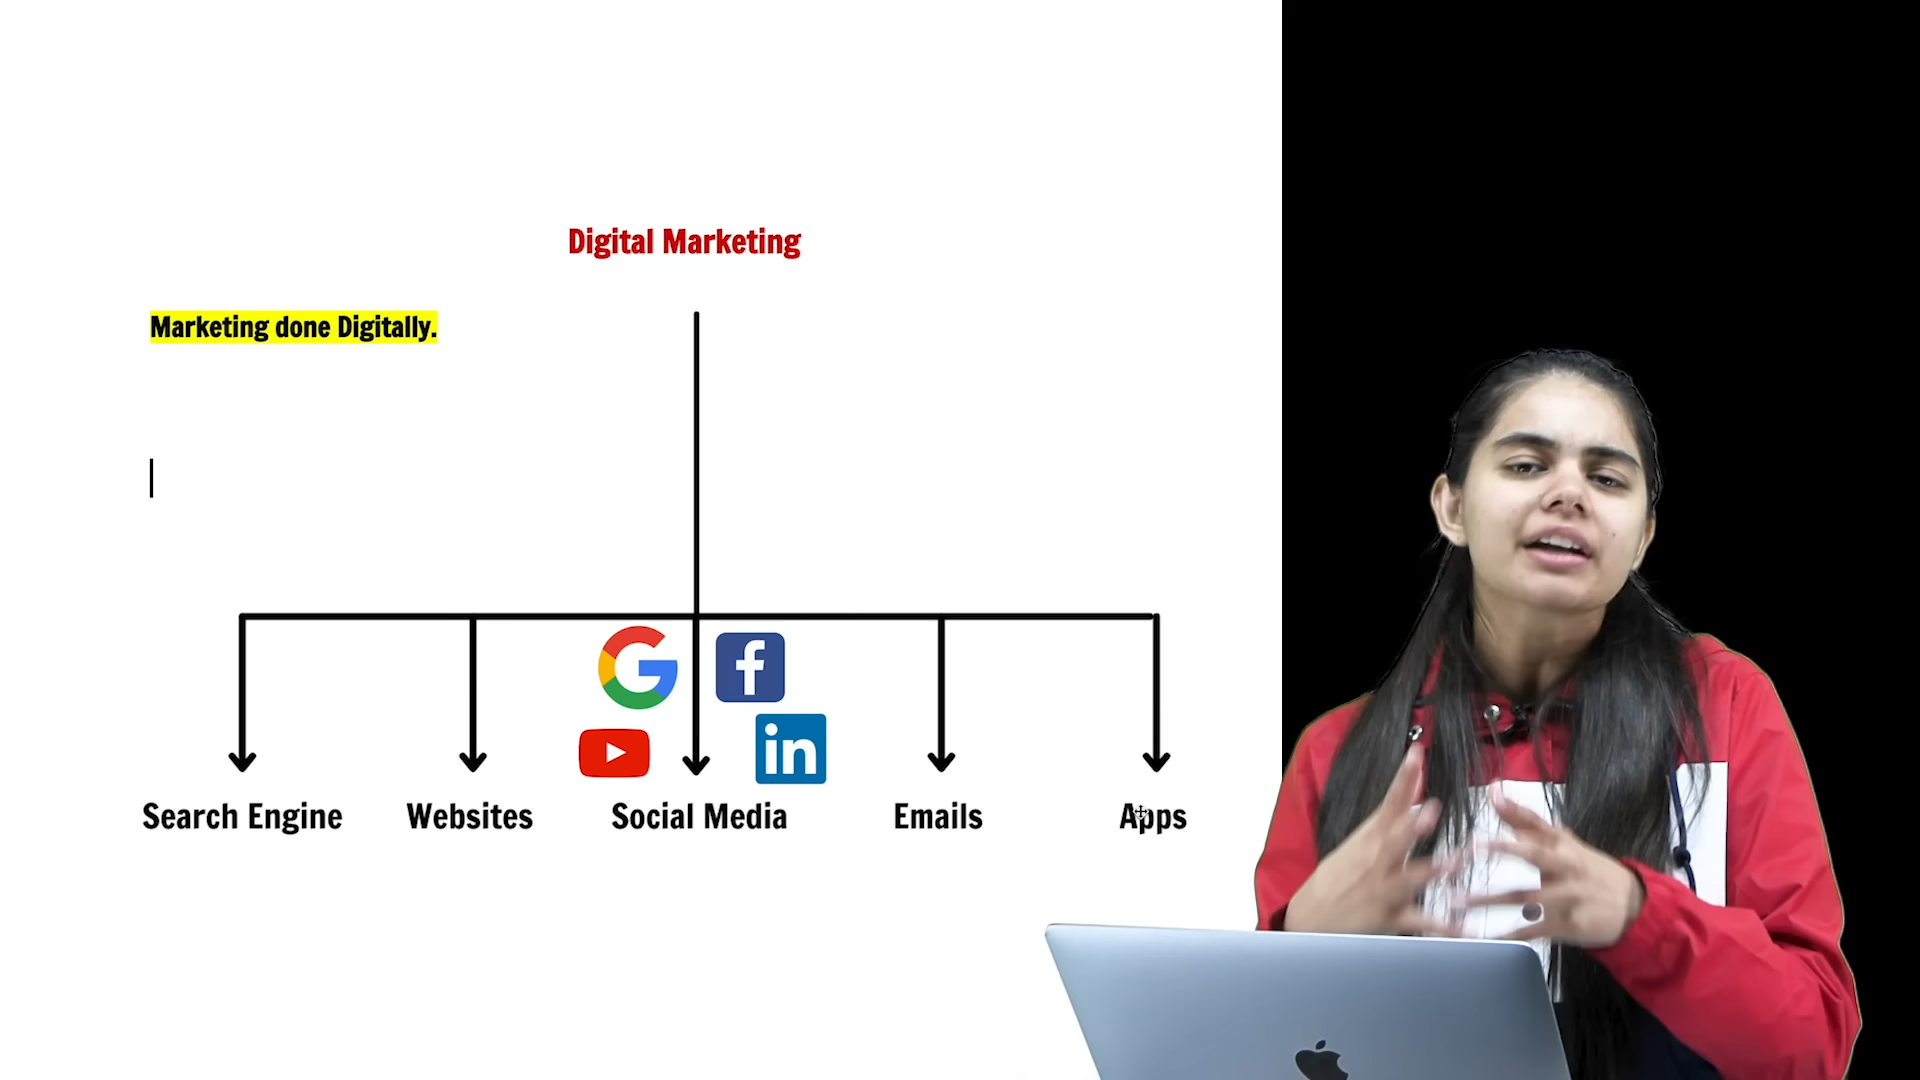 Digital Marketing
Marketing done Digitally.
Search Engine
Websites
Social Media
Emails
Apps